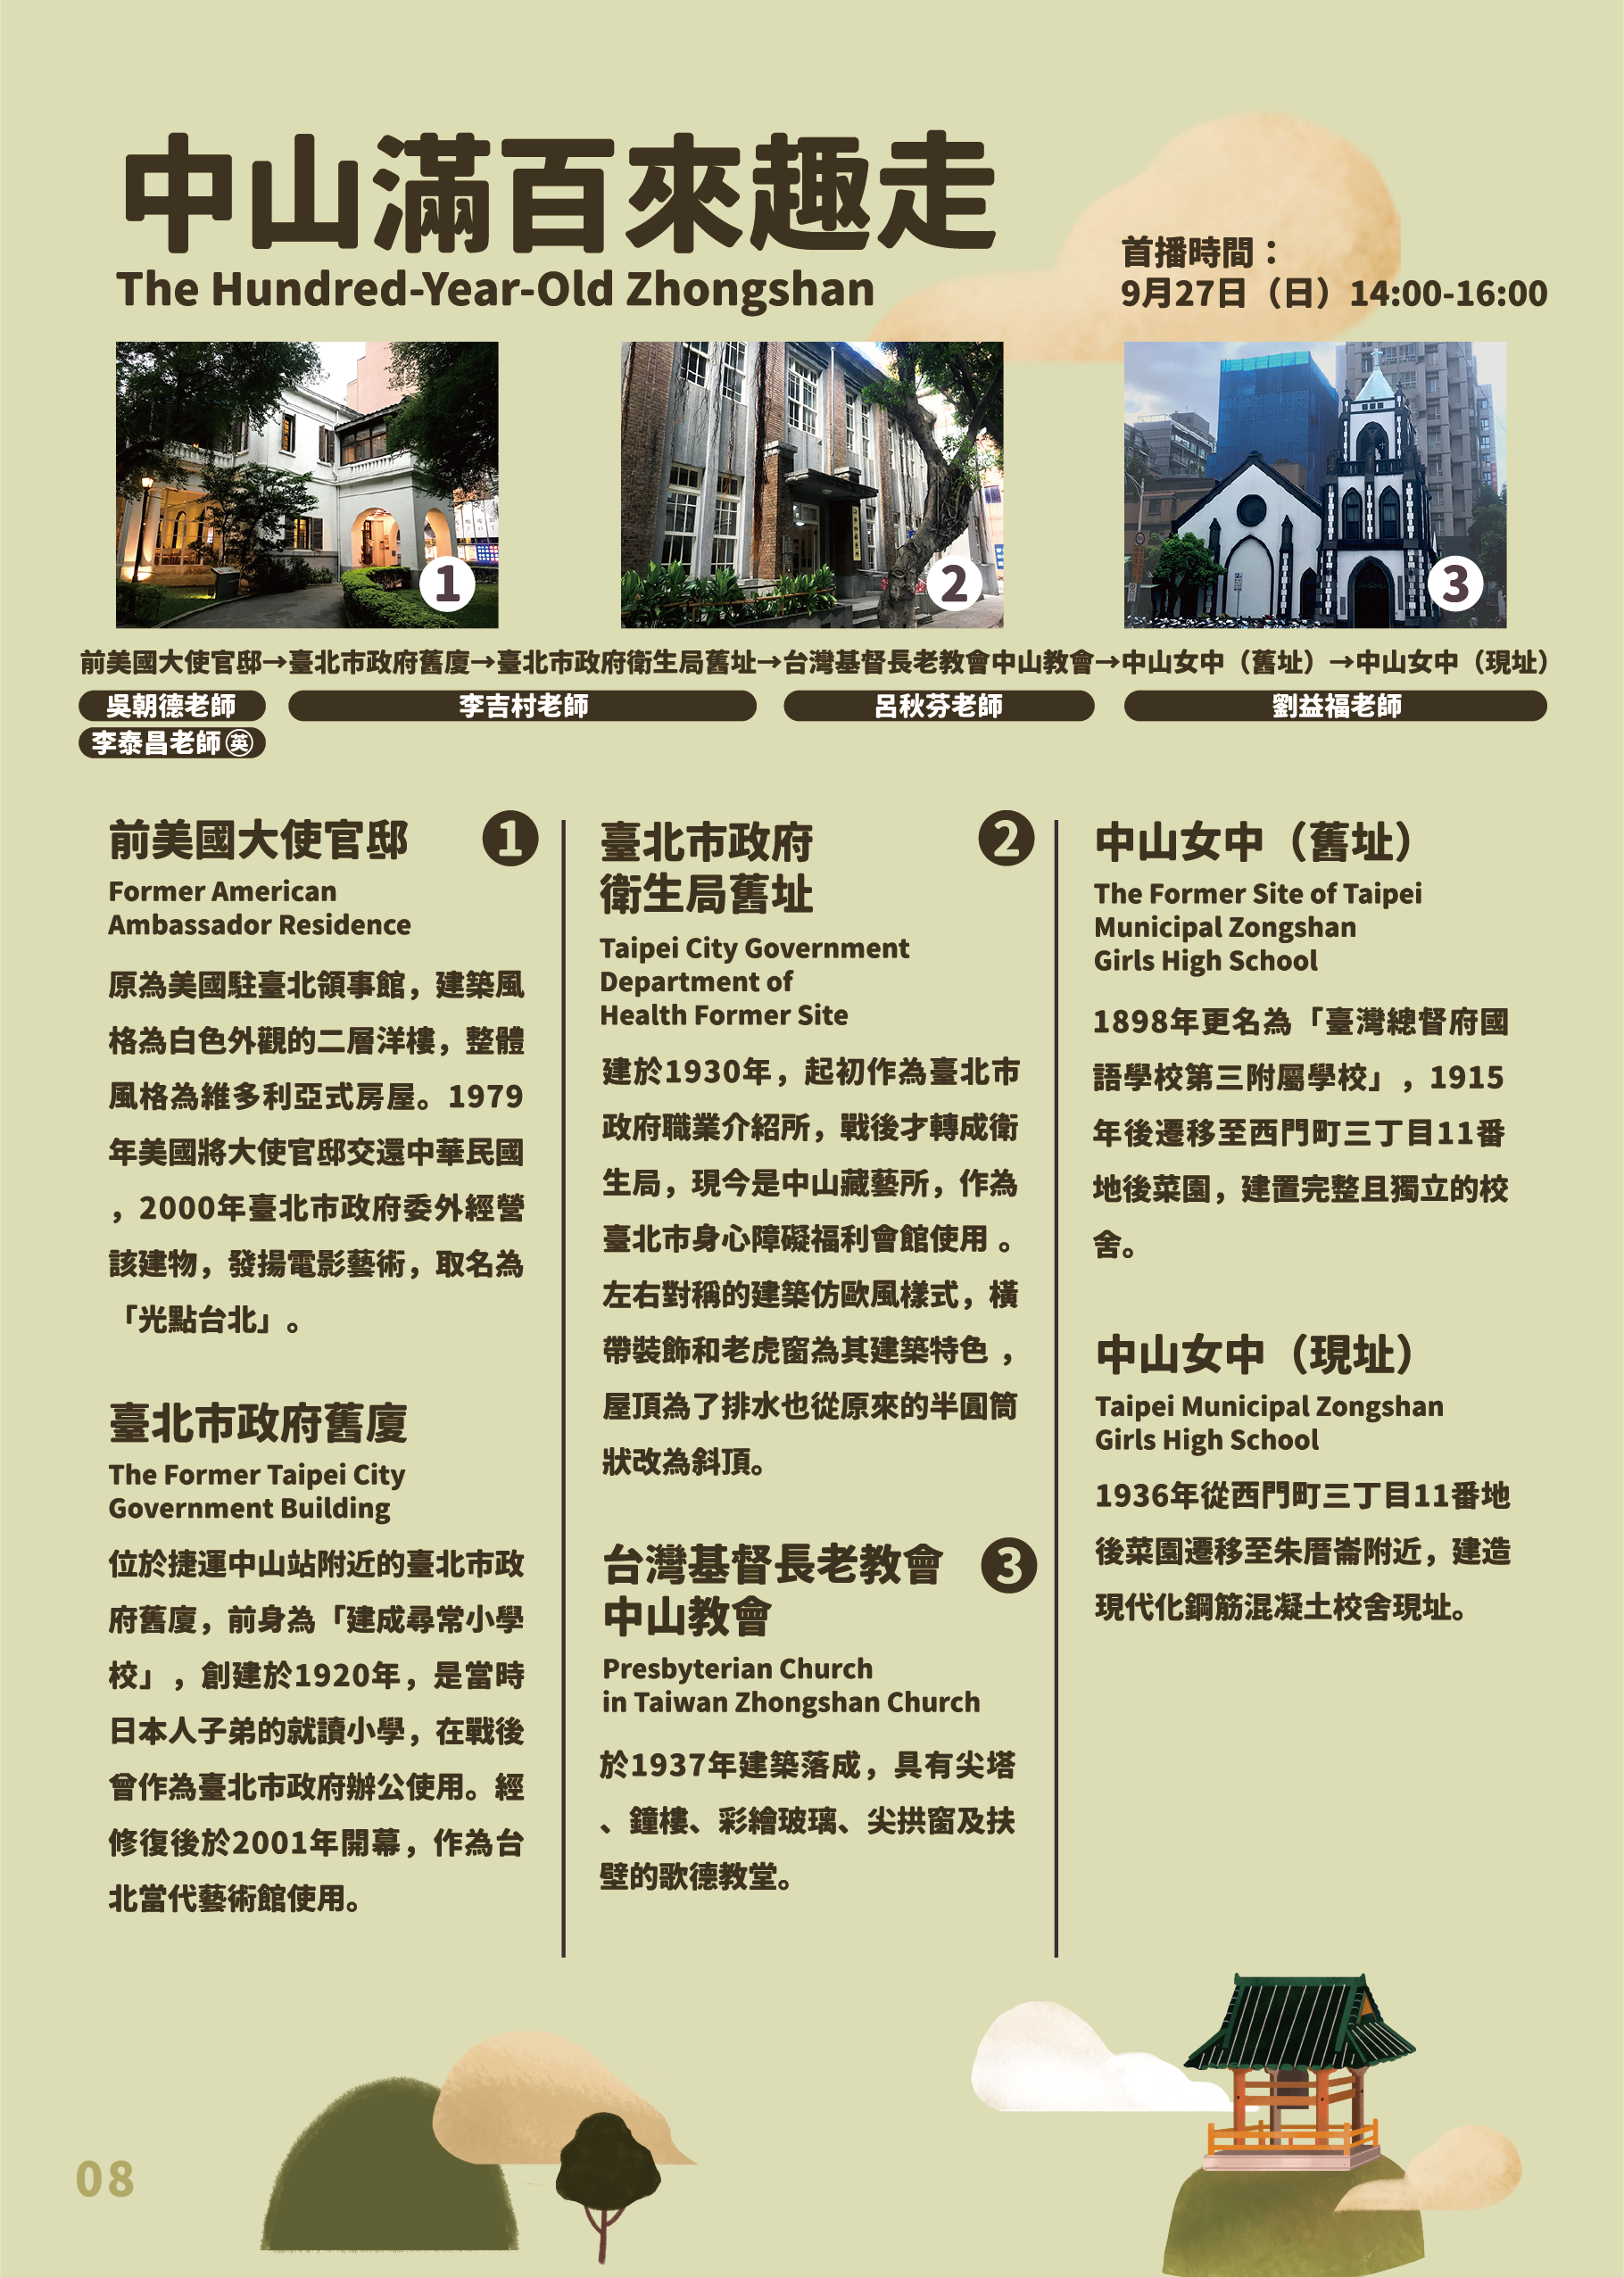 中山滿百來趣走
The Hundred-Year-Old Zhongshan
首播時間：
9月27日（日）14:00-16:00
1
2
3
前美國大使官邸→臺北市政府舊廈→臺北市政府衛生局舊址→台灣基督長老教會中山教會→中山女中（舊址）→中山女中（現址）
吳朝德老師
李吉村老師
呂秋芬老師
劉益福老師
李泰昌老師 英
前美國大使官邸
1
Former American
Ambassador Residence
原為美國駐臺北領事館，建築風
格為白色外觀的二層洋樓，整體
風格為維多利亞式房屋。1979
年美國將大使官邸交還中華民國
，2000年臺北市政府委外經營
該建物，發揚電影藝術，取名為
「光點台北」。
臺北市政府舊廈
The Former Taipei City
Government Building
位於捷運中山站附近的臺北市政
府舊廈，前身為「建成尋常小學
校」，創建於1920年，是當時
日本人子弟的就讀小學，在戰後
曾作為臺北市政府辦公使用。經
修復後於2001年開幕，作為台
北當代藝術館使用。
臺北市政府
衛生局舊址
2
Taipei City Government
Department of
Health Former Site
建於1930年，起初作為臺北市
政府職業介紹所，戰後才轉成衛
生局，現今是中山藏藝所，作為
臺北市身心障礙福利會館使用。
左右對稱的建築仿歐風樣式，橫
帶裝飾和老虎窗為其建築特色，
屋頂為了排水也從原來的半圓筒
狀改為斜頂。
台灣基督長老教會
中山教會
3
Presbyterian Church
in Taiwan Zhongshan Church
於1937年建築落成，具有尖塔
、鐘樓、彩繪玻璃、尖拱窗及扶
壁的歌德教堂。
中山女中（舊址）
The Former Site of Taipei
Municipal Zongshan
Girls High School
1898年更名為「臺灣總督府國
語學校第三附屬學校」，1915
年後遷移至西門町三丁目11番
地後菜園，建置完整且獨立的校
舍。
中山女中（現址）
Taipei Municipal Zongshan
Girls High School
1936年從西門町三丁目11番地
後菜園遷移至朱厝崙附近，建造
現代化鋼筋混凝土校舍現址。
08